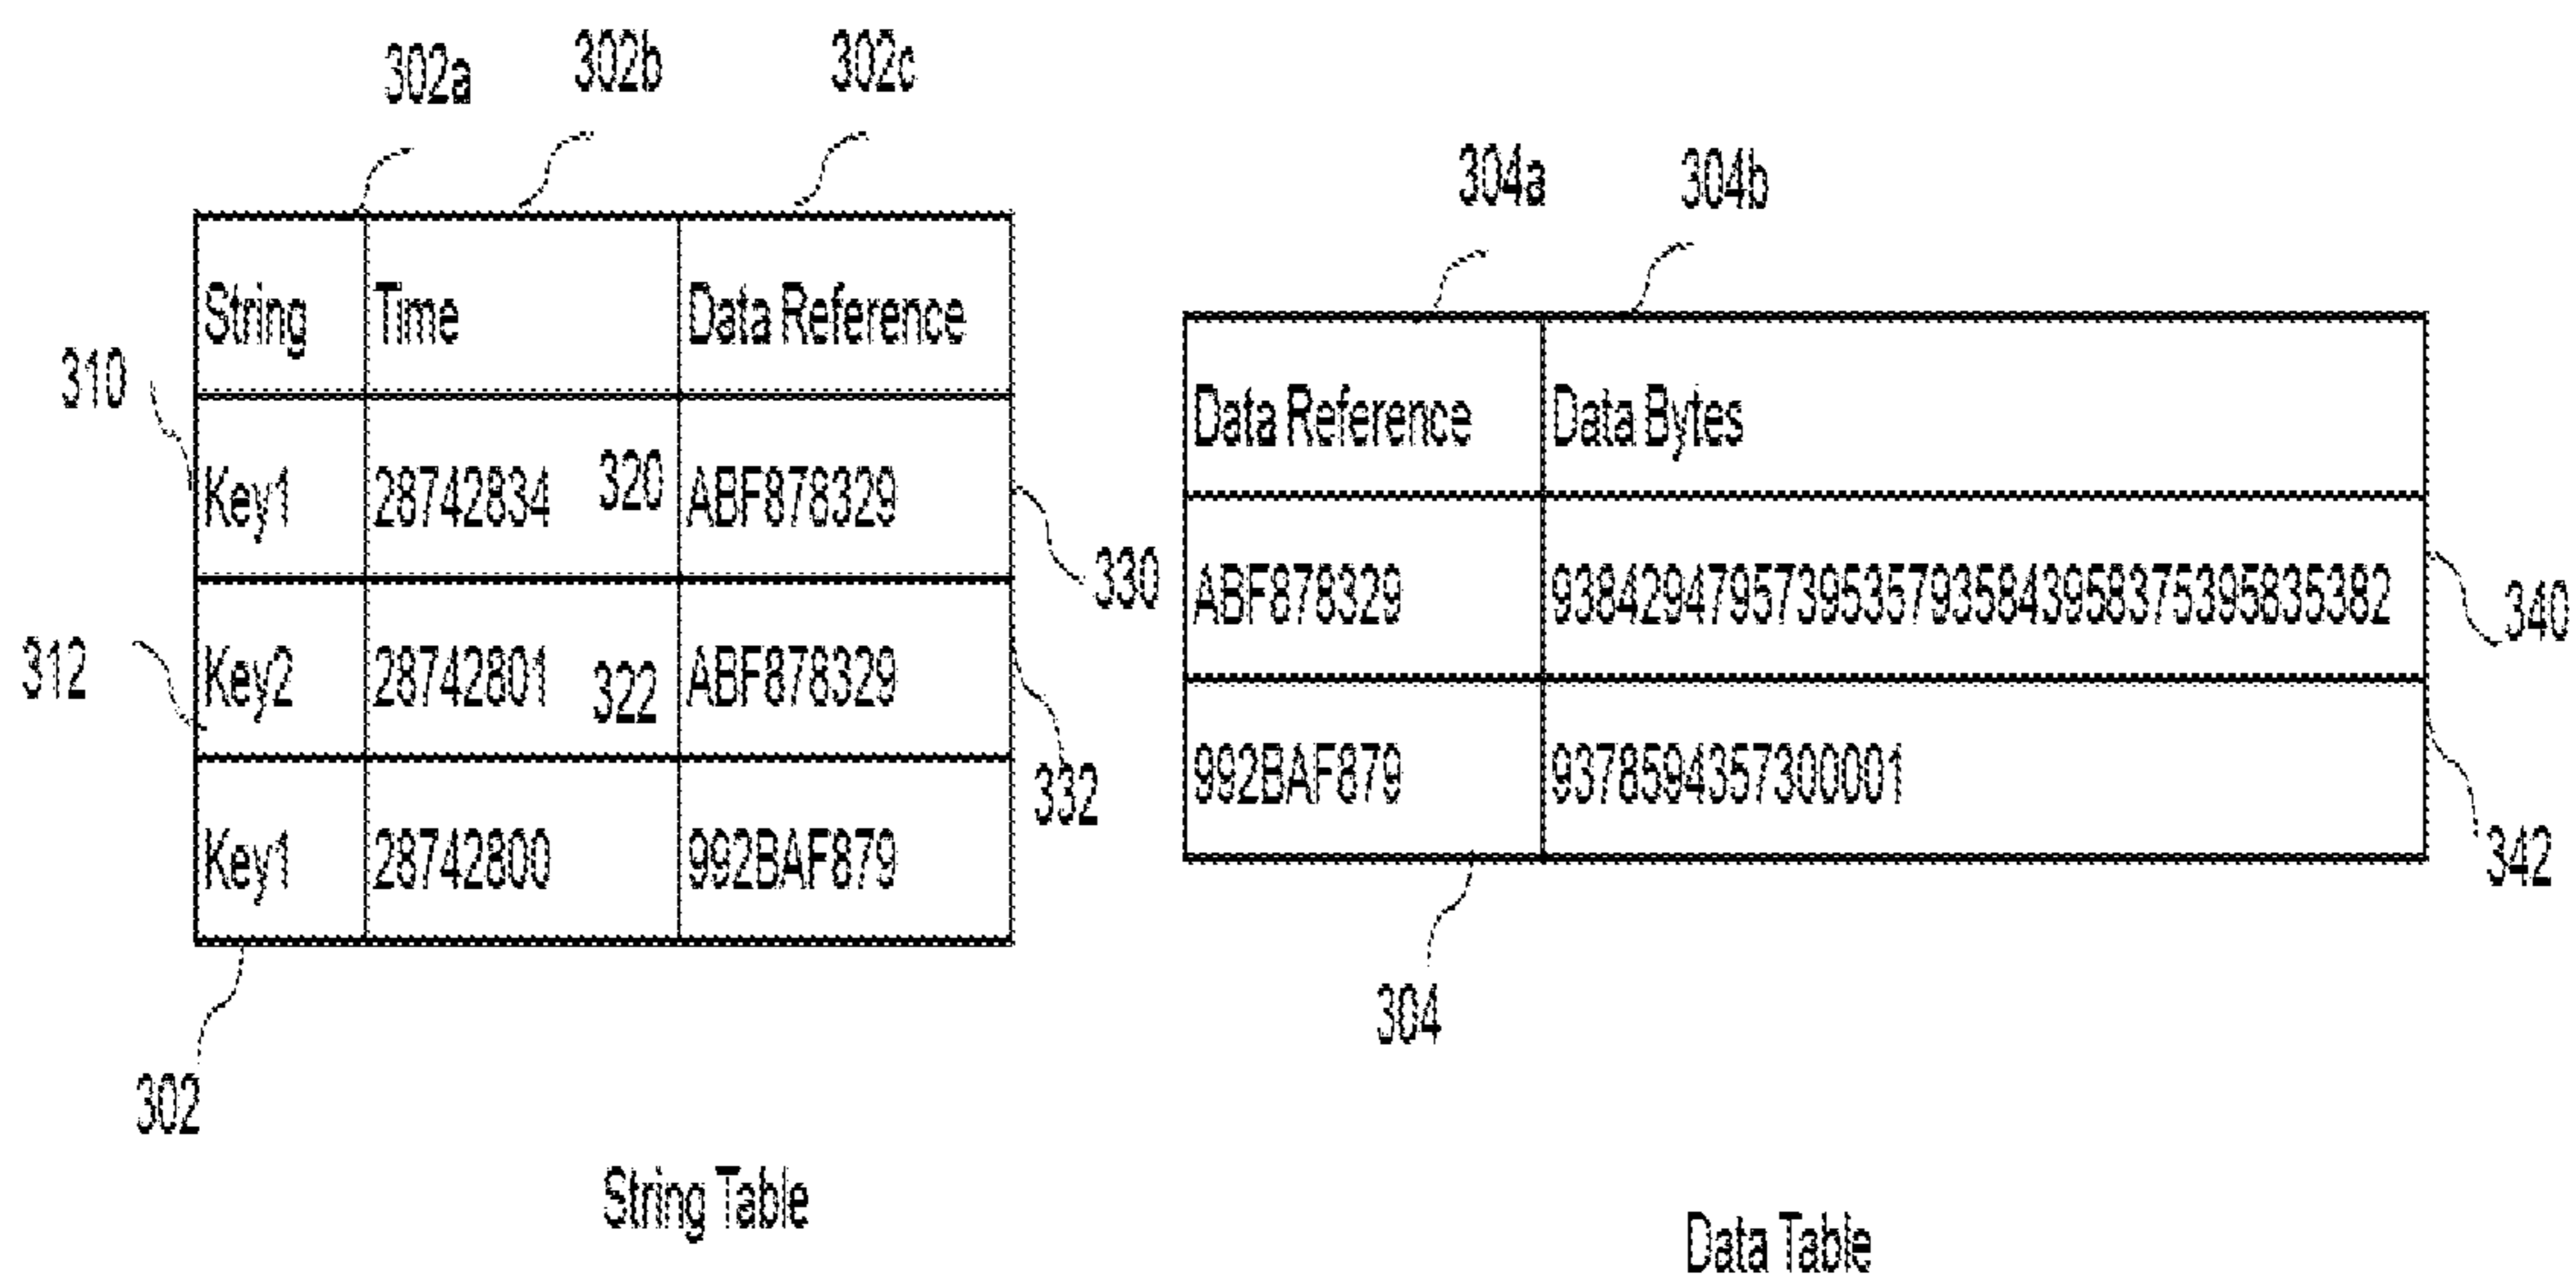 302a 302b 302c
String Time Data Reference
310
Key1 28742834 320 ABF878329
330
312
Key2 28742801 322 ABF878329
332
Key1 28742800 992BAF879
302
String Table
304a 304b
Data Reference Data Bytes
ABF878329 93842947957395357935843958375395835382
340
992BAF879 9378594357300001
342
304
Data Table